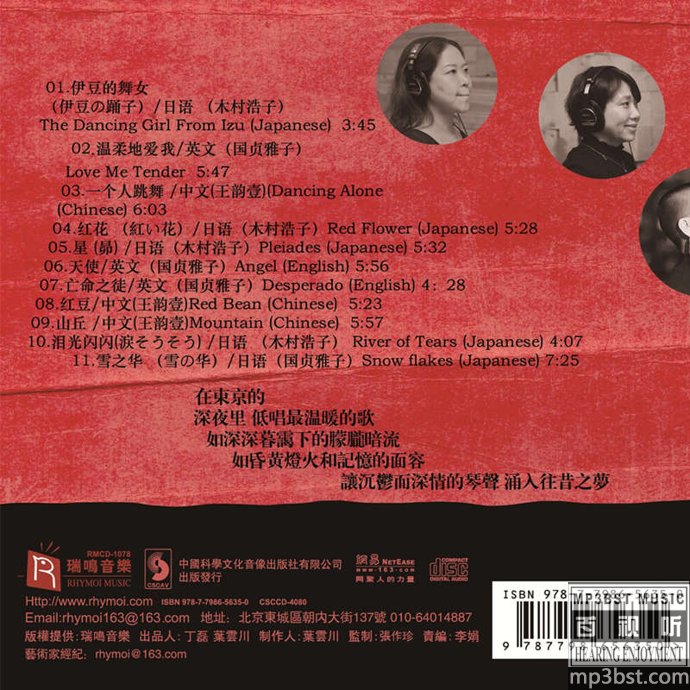 01.伊豆的舞女
（伊豆の踊子）/日语 （木村浩子）
The Dancing Girl From Izu (Japanese) 3:45
02.温柔地爱我/英文（国贞雅子）
Love Me Tender 5:47
03.一个人跳舞 /中文(王韵壹)(Dancing Alone
(Chinese) 6:03
04.红花 （紅い花）/日语（木村浩子）Red Flower (Japanese) 5:28
05.星 (昴）/日语（木村浩子）Pleiades (Japanese) 5:32
06.天使/英文（国贞雅子）Angel (English) 5:56
07.亡命之徒/英文（国贞雅子）Desperado (English) 4：28
08.红豆/中文(王韵壹)Red Bean (Chinese) 5:23
09.山丘 /中文(王韵壹)Mountain (Chinese) 5:57
10.泪光闪闪(涙そうそう) /日语 （木村浩子） River of Tears (Japanese) 4:07
11.雪之华 （雪の华）/日语（国贞雅子）Snow flakes (Japanese) 7:25
在東京的
深夜里 低唱最温暖的歌
如深深暮靄下的朦朧暗流
如昏黄燈火和記憶的面容
讓沉鬱而深情的琴聲 涌入往昔之夢
RMCD-1078
瑞鳴音樂
RHYMOI MUSIC
CSCAV
中國科學文化音像出版社有限公司
出版發行
網易 NetEase
www.163.com
网聚人的力量
COMPACT
disc
DIGITAL AUDIO
Http://www.rhymoi.com ISBN 978-7-7986-5635-0 CSCCD-4080
Email:rhymoi163@163.com 地址：北京東城區朝内大街137號 010-64014887
版權提供:瑞鳴音樂 出品人:丁磊 葉雲川 制作人:葉雲川 監制:張作珍 責編:李娟
藝術家經紀:rhymoi@163.com
ISBN 978-7-7986-5635-0
MP3BST MUSIC
百视听
HEARING ENJOYMENT
mp3bst.com